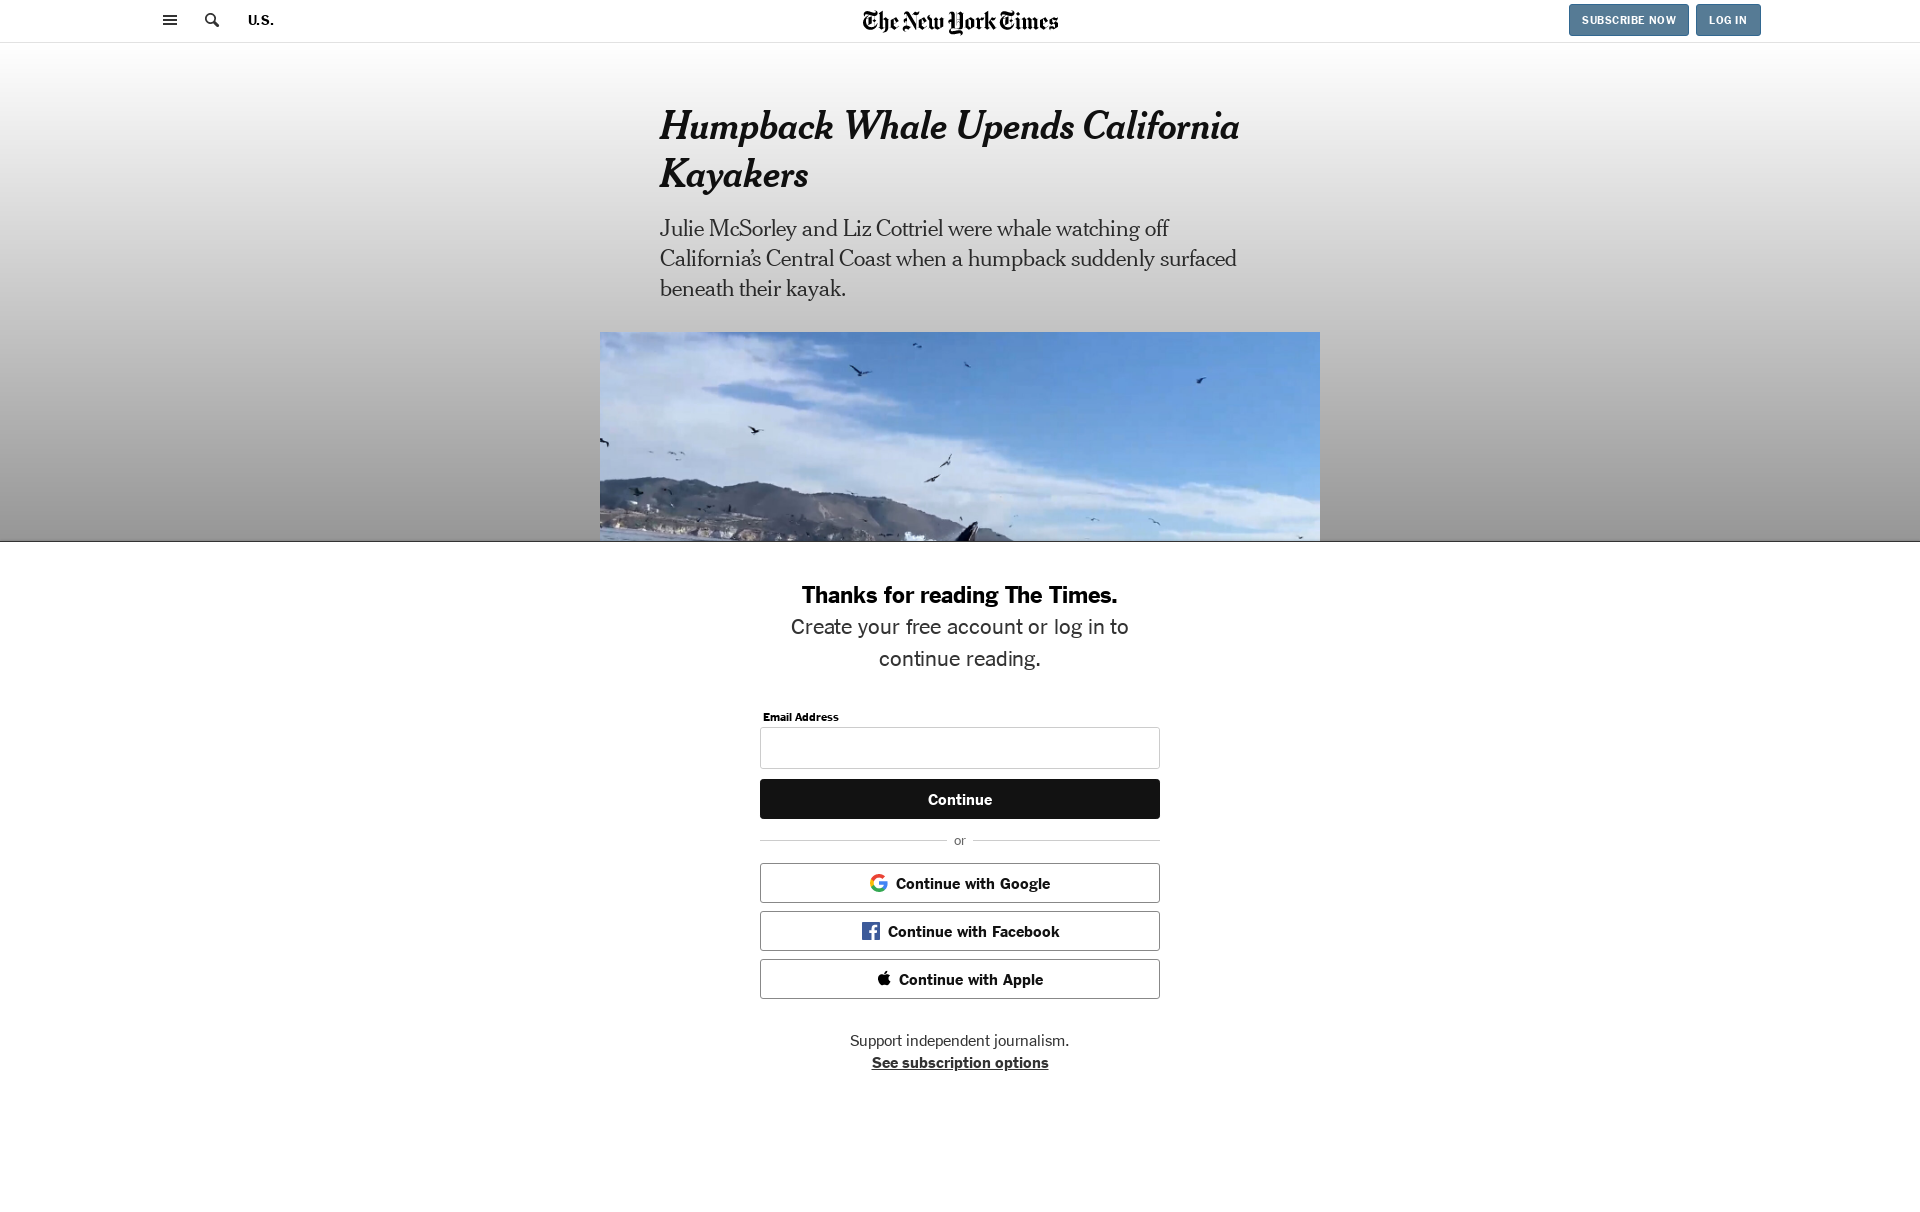 U.S.
The New York Times
SUBSCRIBE NOW
LOG IN
Humpback Whale Upends California
Kayakers
Julie McSorley and Liz Cottriel were whale watching off
California’s Central Coast when a humpback suddenly surfaced
beneath their kayak.
Thanks for reading The Times.
Create your free account or log in to
continue reading.
Email Address
Continue
or
Continue with Google
Continue with Facebook
Continue with Apple
Support independent journalism.
See subscription options